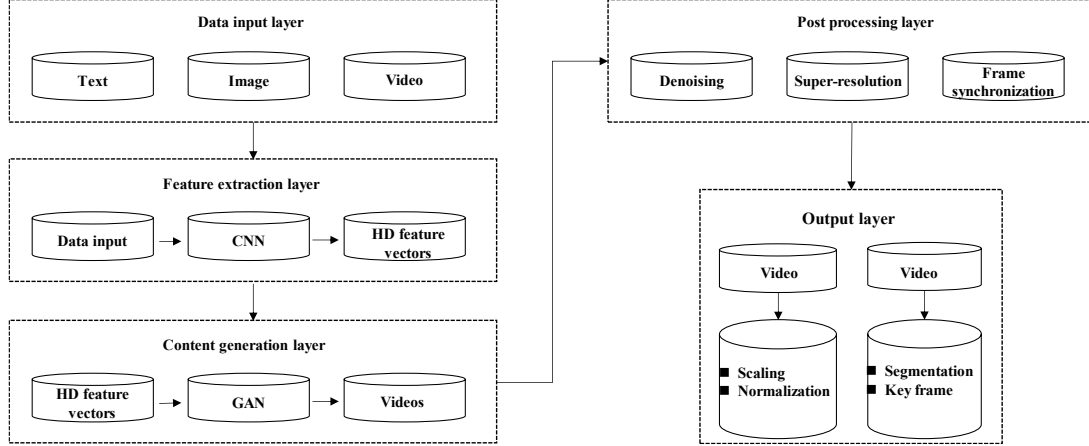 Data input layer
Text
Image
Video
Feature extraction layer
Data input
CNN
HD feature
vectors
Content generation layer
HD feature
vectors
GAN
Videos
Post processing layer
Denoising
Super-resolution
Frame
synchronization
Output layer
Video
Video
Scaling
Normalization
Segmentation
Key frame